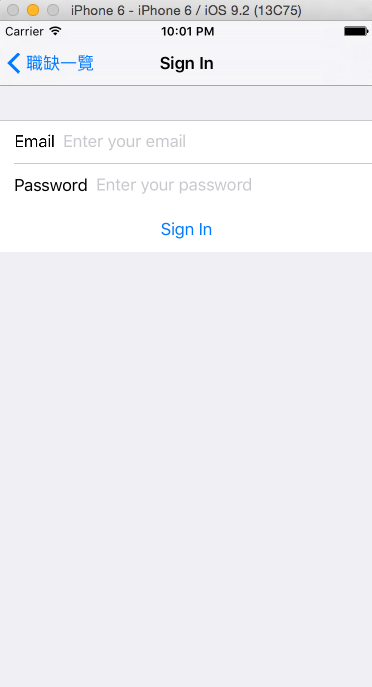 iPhone 6 - iPhone 6 / iOS 9.2 (13C75)
Carrier 10:01 PM
職缺一覽 Sign In
Email Enter your email
Password Enter your password
Sign In